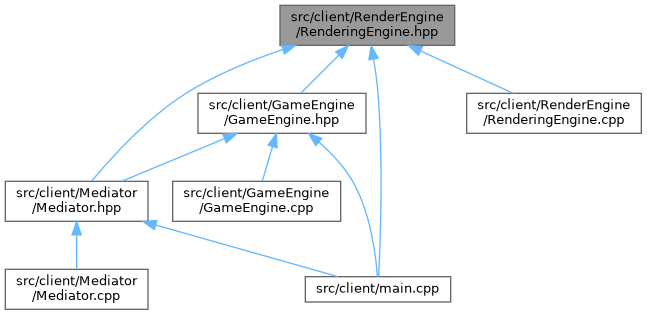 src/client/RenderEngine
/RenderingEngine.hpp
src/client/GameEngine
/GameEngine.hpp
src/client/RenderEngine
/RenderingEngine.cpp
src/client/Mediator
/Mediator.hpp
src/client/GameEngine
/GameEngine.cpp
src/client/Mediator
/Mediator.cpp
src/client/main.cpp